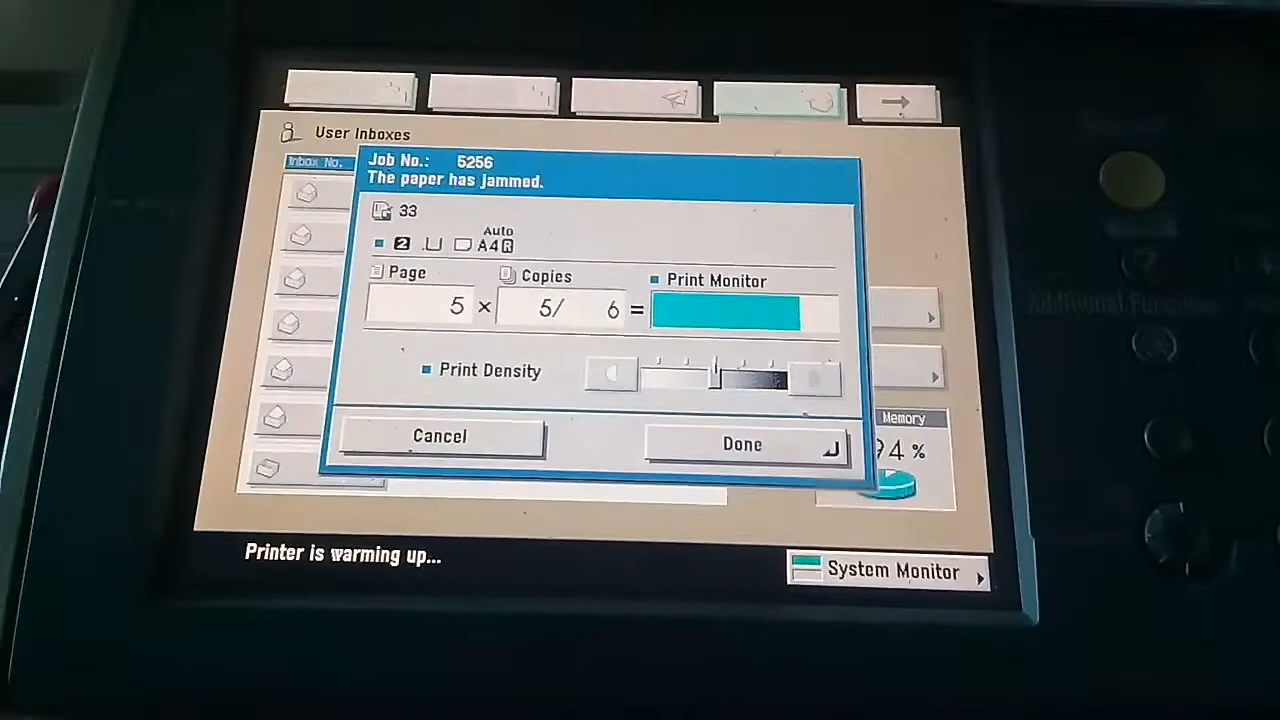 User Inboxes
Inbox No.
Job No.: 5256
The paper has jammed.
33
Auto
2 A4R
Page Copies Print Monitor
5 × 5/ 6 =
Print Density
Cancel Done
Memory
94 %
Printer is warming up...
System Monitor
Additional Functions